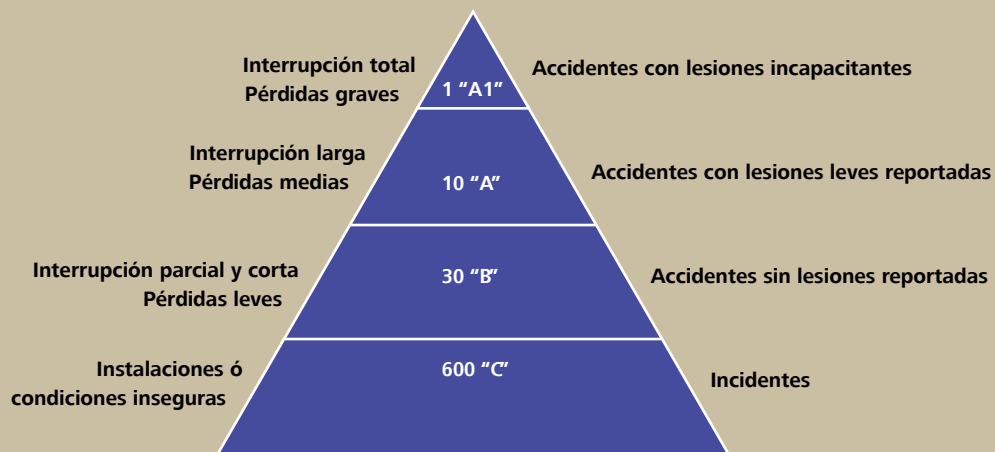 Interrupción total
Pérdidas graves
1 “A1”
Accidentes con lesiones incapacitantes
Interrupción larga
Pérdidas medias
10 “A”
Accidentes con lesiones leves reportadas
Interrupción parcial y corta
Pérdidas leves
30 “B”
Accidentes sin lesiones reportadas
Instalaciones ó
condiciones inseguras
600 “C”
Incidentes